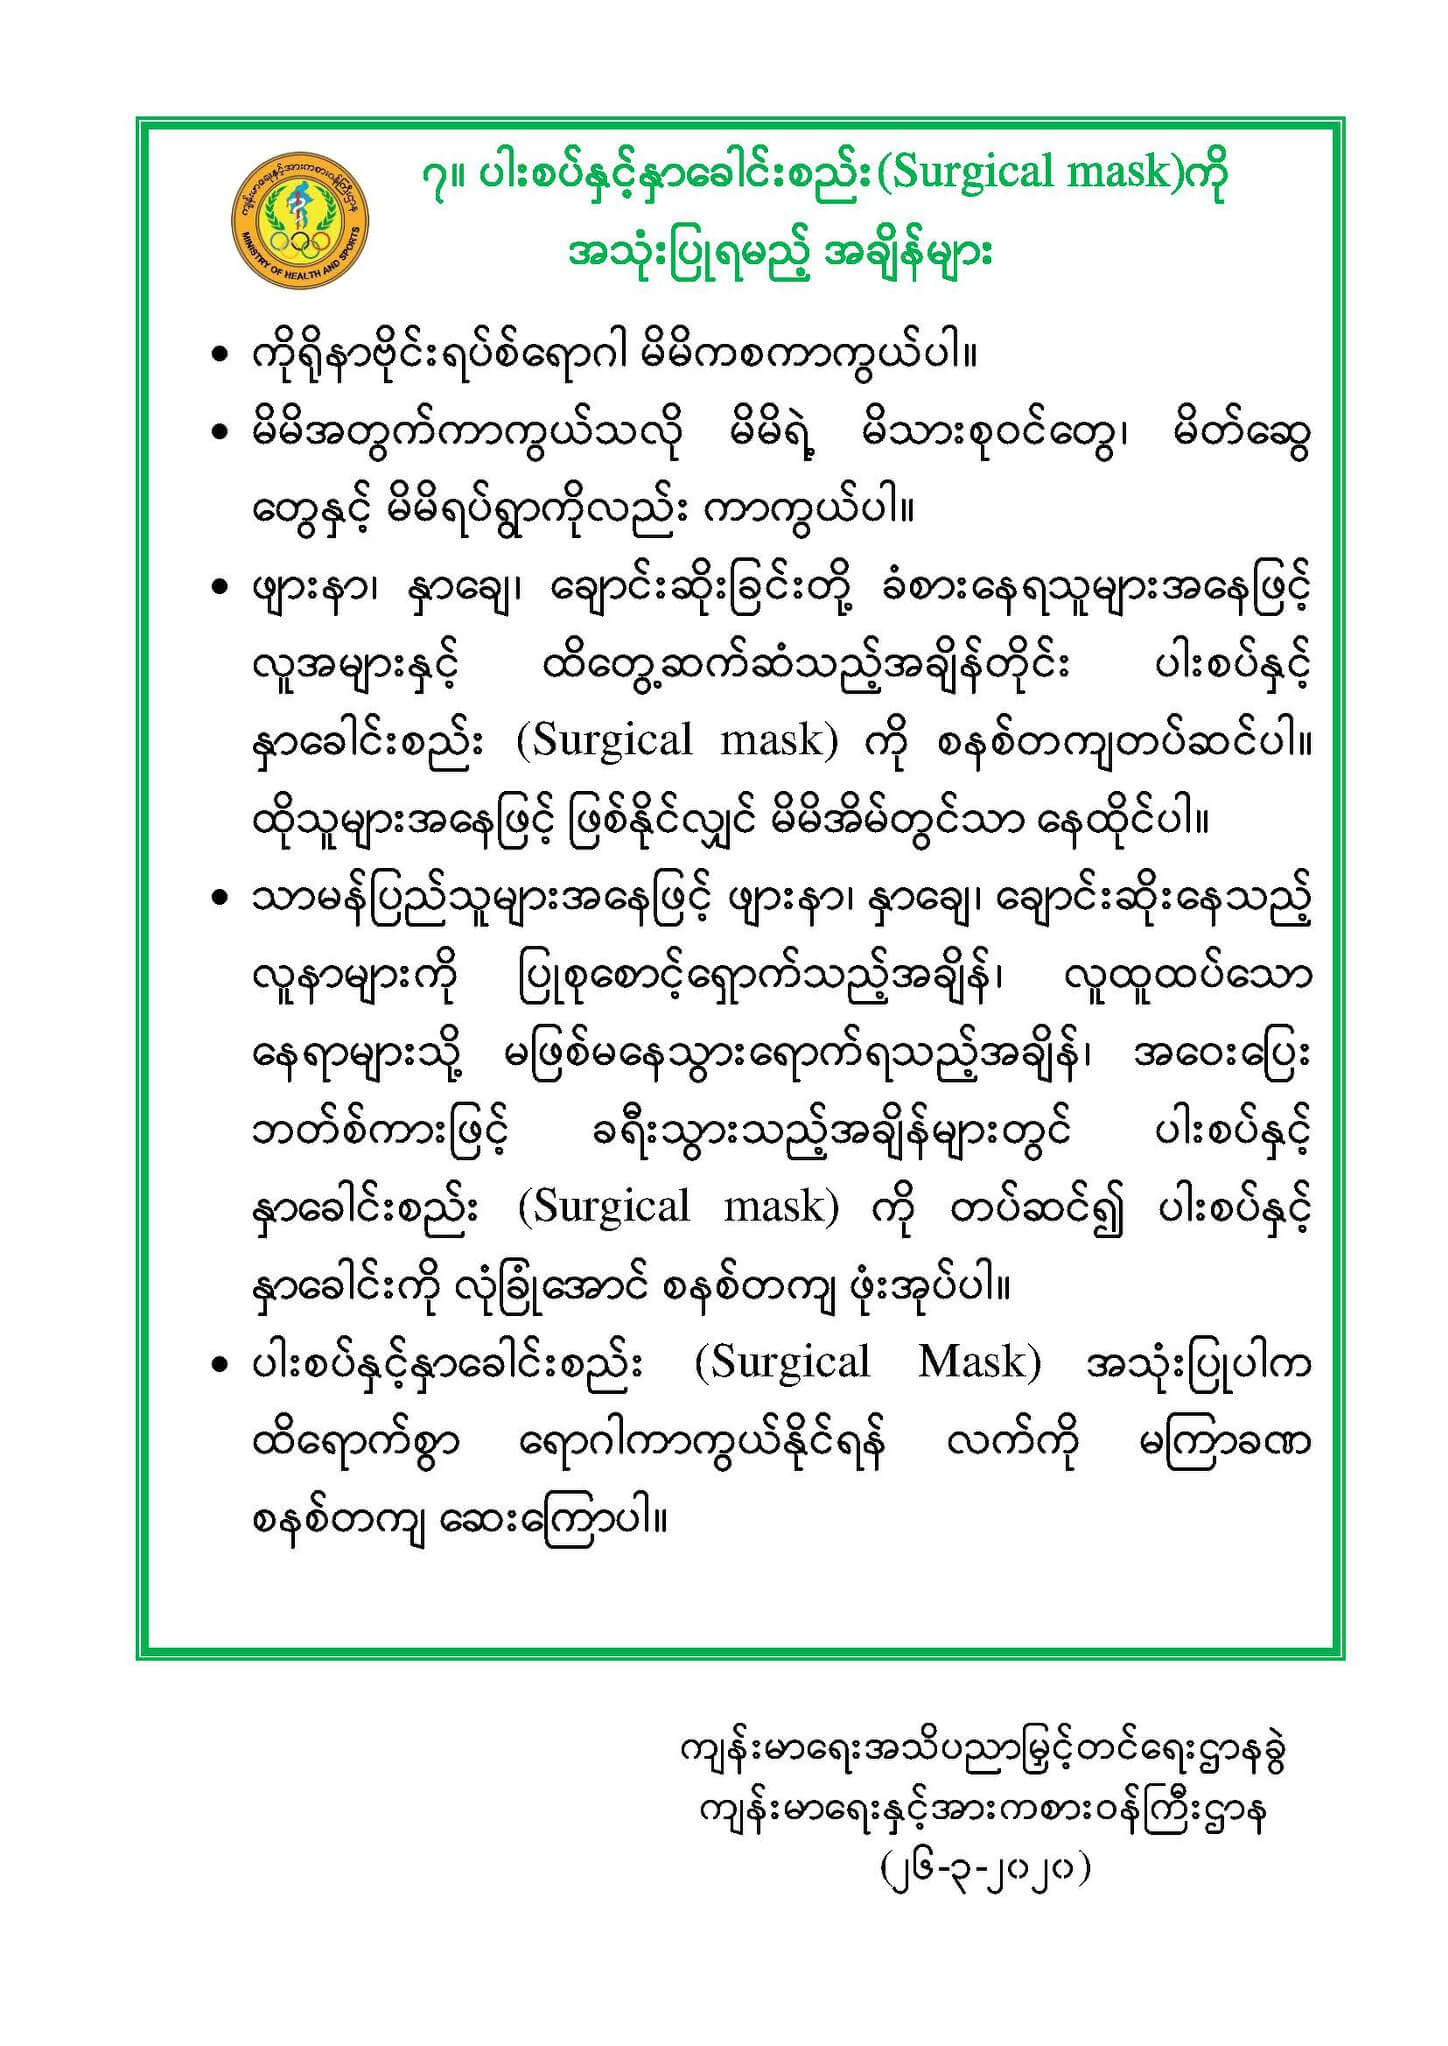 ကျန်းမာရေးနှင့်အားကစားဝန်ကြီးဌာန
MINISTRY OF HEALTH AND SPORTS
၇။ ပါးစပ်နှင့်နှာခေါင်းစည်း(Surgical mask)ကို
အသုံးပြုရမည့် အချိန်များ
• ကိုရိုနာဗိုင်းရပ်စ်ရောဂါ မိမိကစကာကွယ်ပါ။
• မိမိအတွက်ကာကွယ်သလို မိမိရဲ့ မိသားစုဝင်တွေ၊ မိတ်ဆွေ
တွေနှင့် မိမိရပ်ရွာကိုလည်း ကာကွယ်ပါ။
• ဖျားနာ၊ နှာချေ၊ ချောင်းဆိုးခြင်းတို့ ခံစားနေရသူများအနေဖြင့်
လူအများနှင့် ထိတွေ့ဆက်ဆံသည့်အချိန်တိုင်း ပါးစပ်နှင့်
နှာခေါင်းစည်း (Surgical mask) ကို စနစ်တကျတပ်ဆင်ပါ။
ထိုသူများအနေဖြင့် ဖြစ်နိုင်လျှင် မိမိအိမ်တွင်သာ နေထိုင်ပါ။
• သာမန်ပြည်သူများအနေဖြင့် ဖျားနာ၊ နှာချေ၊ ချောင်းဆိုးနေသည့်
လူနာများကို ပြုစုစောင့်ရှောက်သည့်အချိန်၊ လူထူထပ်သော
နေရာများသို့ မဖြစ်မနေသွားရောက်ရသည့်အချိန်၊ အဝေးပြေး
ဘတ်စ်ကားဖြင့် ခရီးသွားသည့်အချိန်များတွင် ပါးစပ်နှင့်
နှာခေါင်းစည်း (Surgical mask) ကို တပ်ဆင်၍ ပါးစပ်နှင့်
နှာခေါင်းကို လုံခြုံအောင် စနစ်တကျ ဖုံးအုပ်ပါ။
• ပါးစပ်နှင့်နှာခေါင်းစည်း (Surgical Mask) အသုံးပြုပါက
ထိရောက်စွာ ရောဂါကာကွယ်နိုင်ရန် လက်ကို မကြာခဏ
စနစ်တကျ ဆေးကြောပါ။
ကျန်းမာရေးအသိပညာမြှင့်တင်ရေးဌာနခွဲ
ကျန်းမာရေးနှင့်အားကစားဝန်ကြီးဌာန
(၂၆-၃-၂၀၂၀)